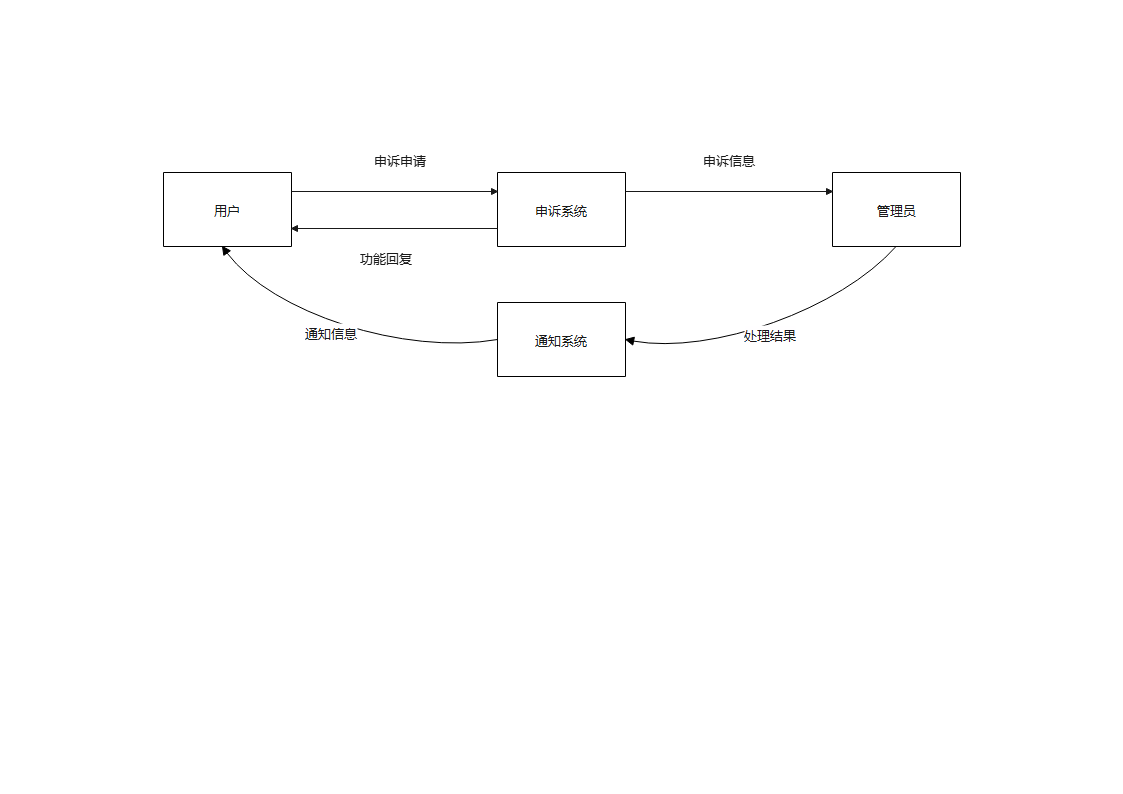 申诉申请
申诉信息
用户
申诉系统
管理员
功能回复
通知信息
通知系统
处理结果